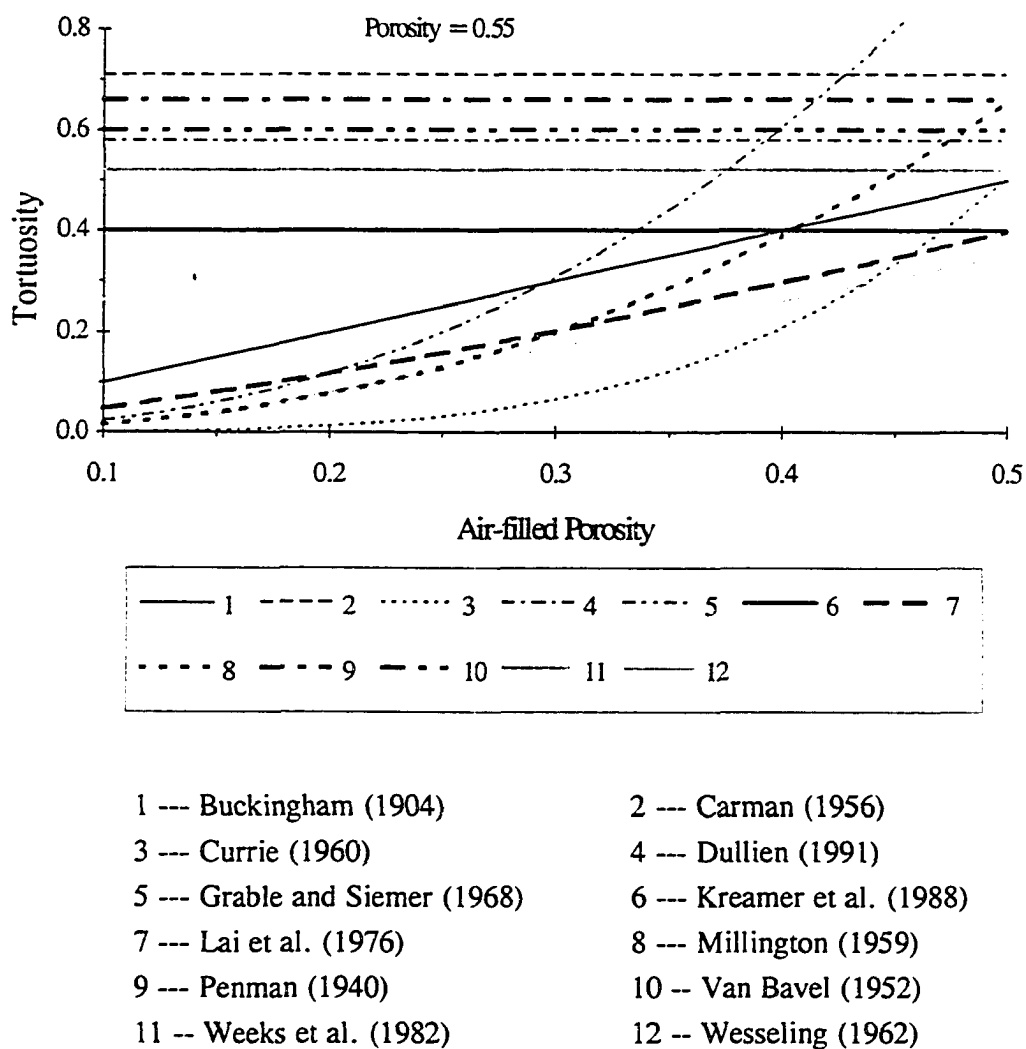 Porosity = 0.55
0.8
0.6
0.4
0.2
0.0
Tortuosity
0.1 0.2 0.3 0.4 0.5
Air-filled Porosity
1 2 3 4 5 6 7
8 9 10 11 12
1 --- Buckingham (1904) 2 --- Carman (1956)
3 --- Currie (1960) 4 --- Dullien (1991)
5 --- Grable and Siemer (1968) 6 --- Kreamer et al. (1988)
7 --- Lai et al. (1976) 8 --- Millington (1959)
9 --- Penman (1940) 10 -- Van Bavel (1952)
11 -- Weeks et al. (1982) 12 -- Wesseling (1962)